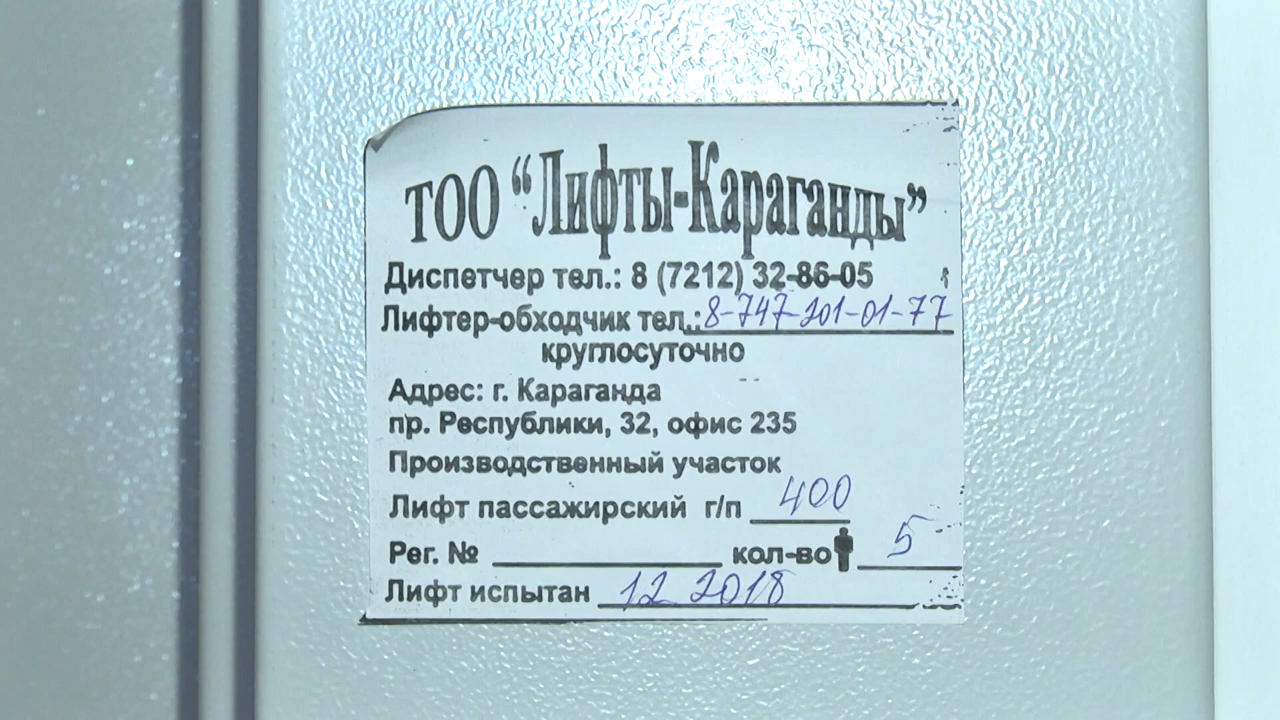 ТОО “Лифты-Караганды”
Диспетчер тел.: 8 (7212) 32-86-05
Лифтер-обходчик тел.: 8-747-201-01-77
круглосуточно
Адрес: г. Караганда
пр. Республики, 32, офис 235
Производственный участок
Лифт пассажирский г/п 400
Рег. № кол-во 5
Лифт испытан 12 2018